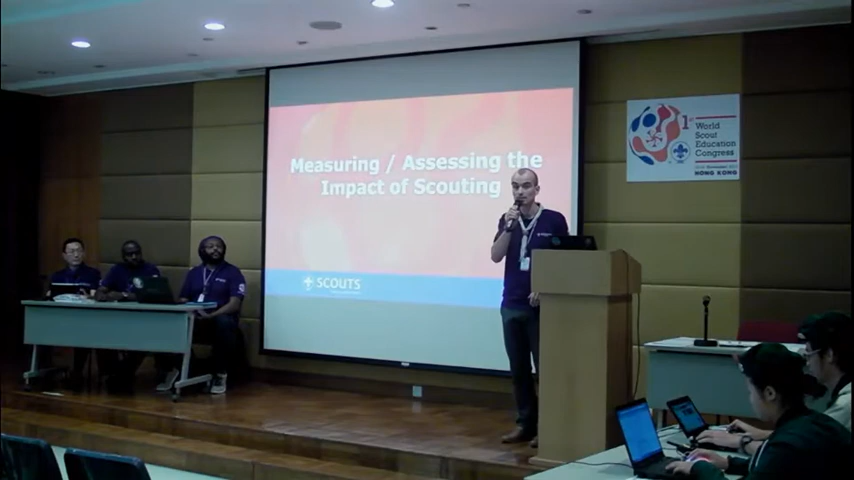 Measuring / Assessing the
Impact of Scouting
SCOUTS
1st World
Scout
Education
Congress
HONG KONG